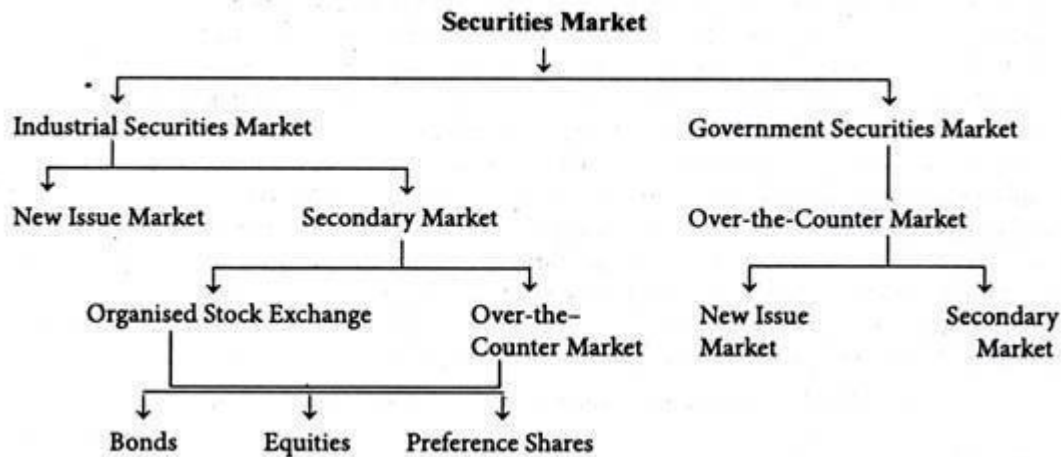 Securities Market
Industrial Securities Market
Government Securities Market
New Issue Market
Secondary Market
Over-the-Counter Market
Organised Stock Exchange
Over-the–
Counter Market
New Issue
Market
Secondary
Market
Bonds
Equities
Preference Shares